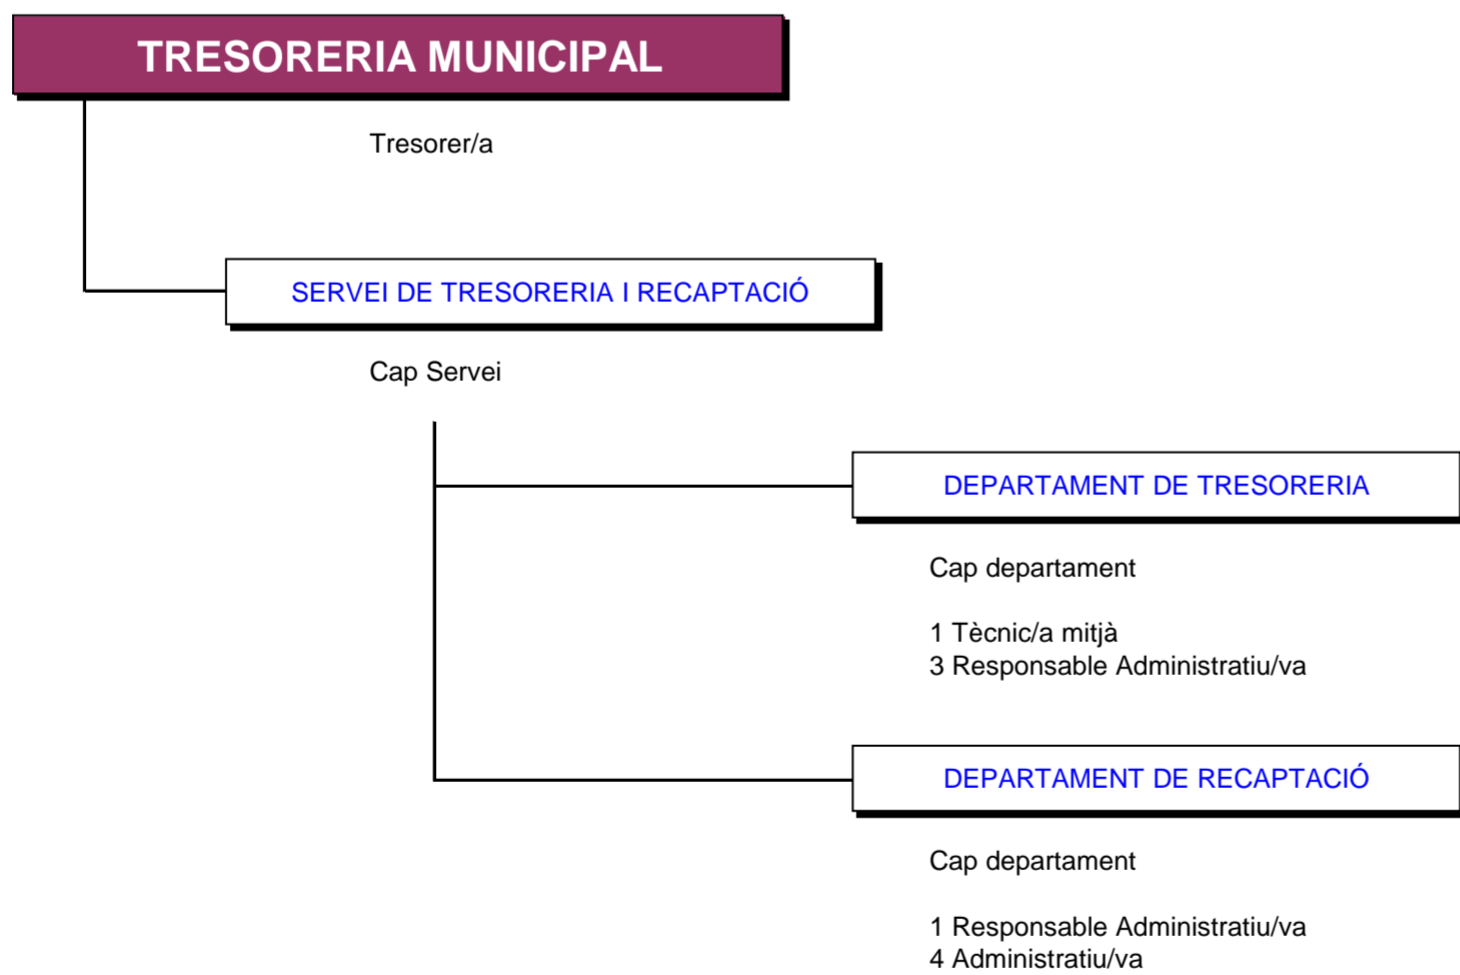 TRESORERIA MUNICIPAL
Tresorer/a
SERVEI DE TRESORERIA I RECAPTACIÓ
Cap Servei
DEPARTAMENT DE TRESORERIA
Cap departament
1 Tècnic/a mitjà
3 Responsable Administratiu/va
DEPARTAMENT DE RECAPTACIÓ
Cap departament
1 Responsable Administratiu/va
4 Administratiu/va